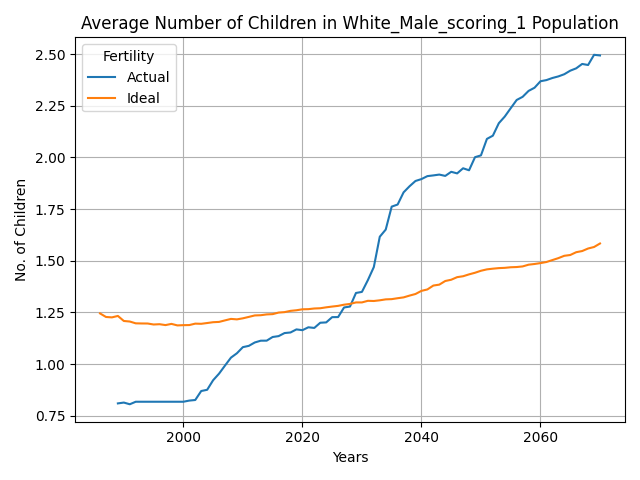 Average Number of Children in White_Male_scoring_1 Population
Fertility
Actual
Ideal
No. of Children
2.50
2.25
2.00
1.75
1.50
1.25
1.00
0.75
2000
2020
2040
2060
Years